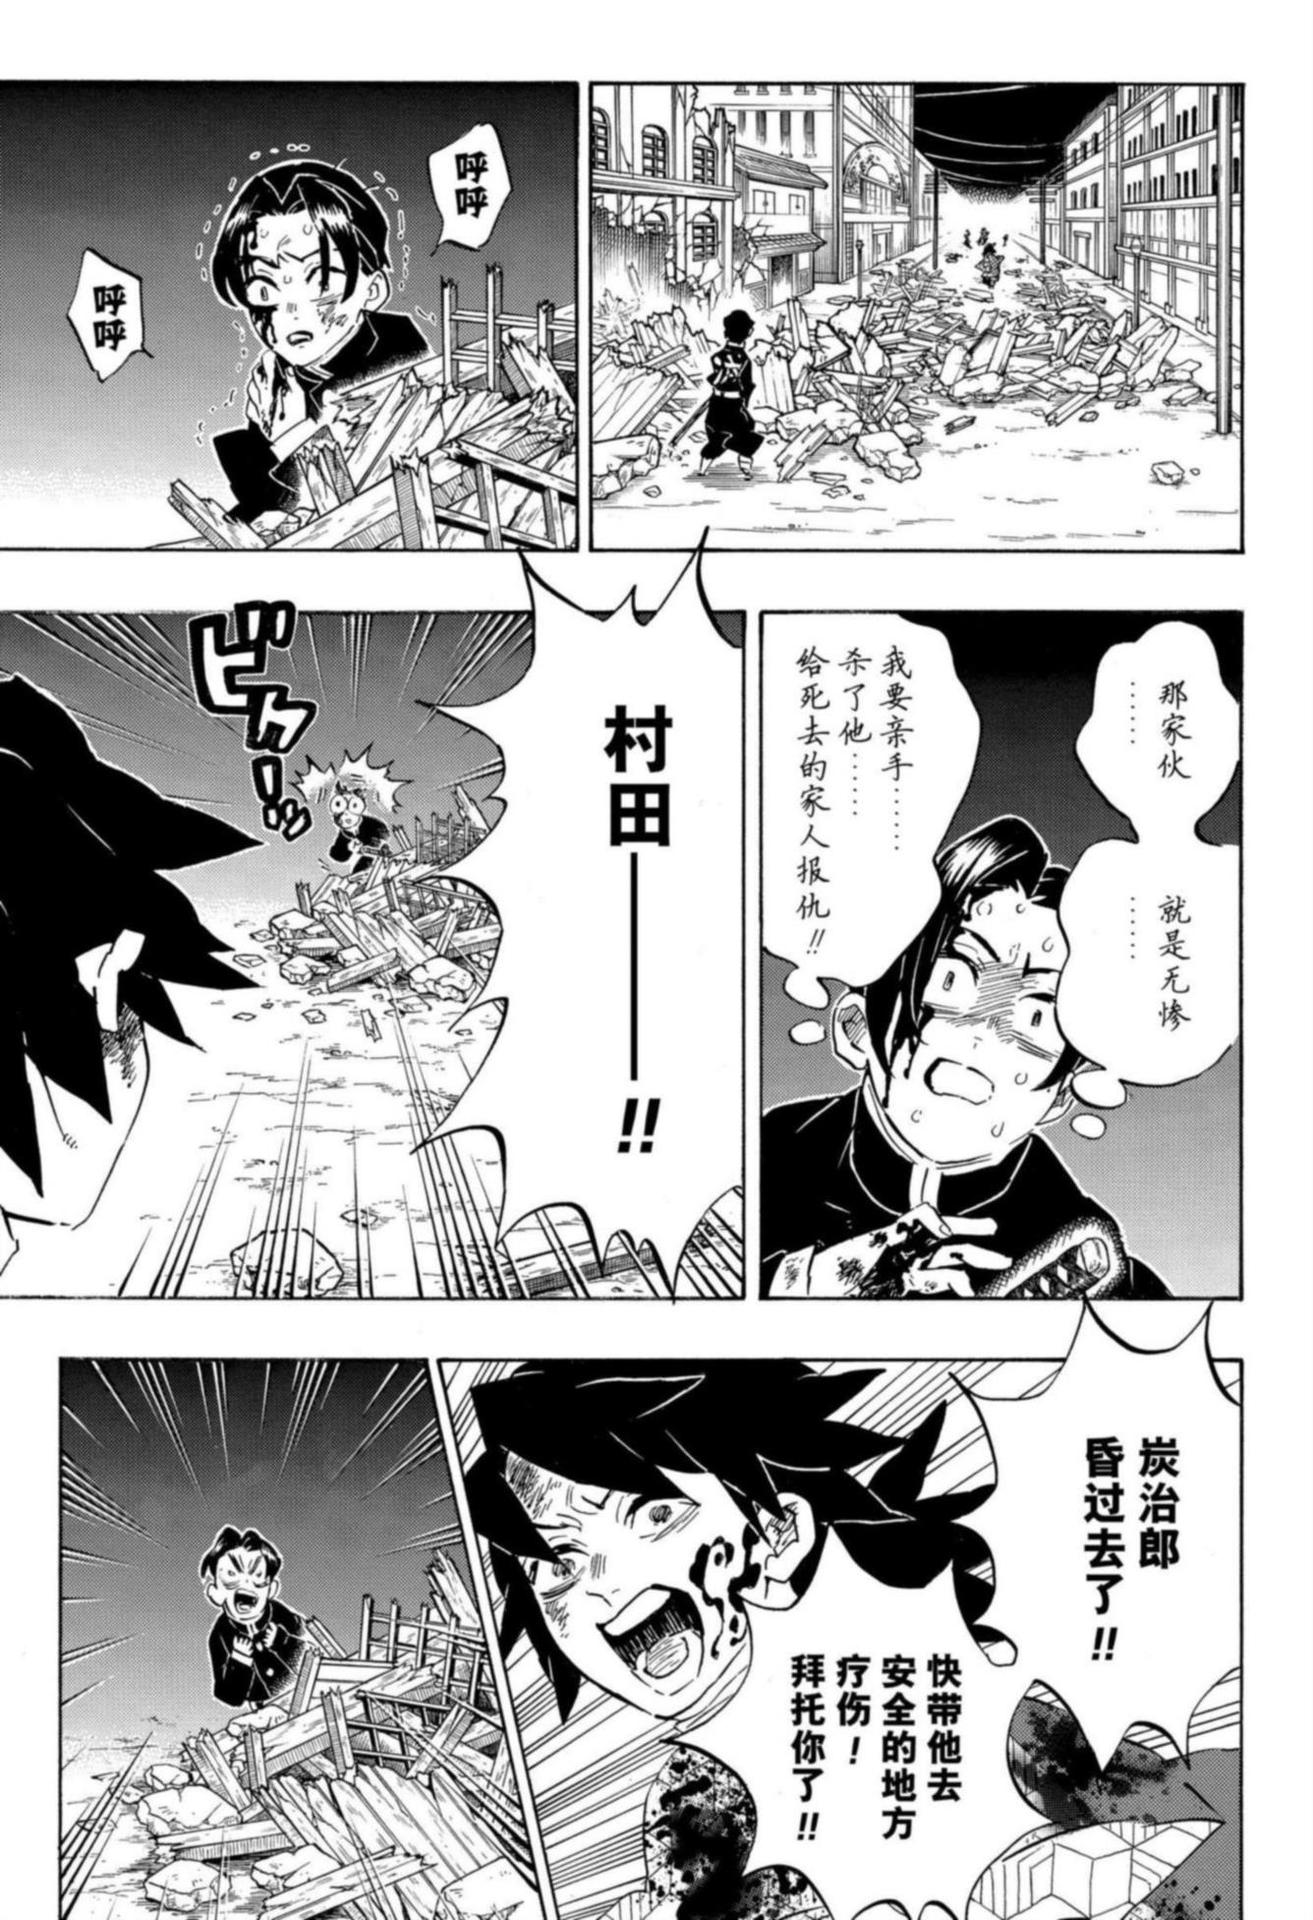 呼呼
呼呼
那家伙
……
就是无惨
……
我要亲手……
杀了他……
给死去的家人报仇!!
村田——!!
ビクッ!!
炭治郎
昏过去了!!
快带他去
安全的地方
疗伤!
拜托你了!!